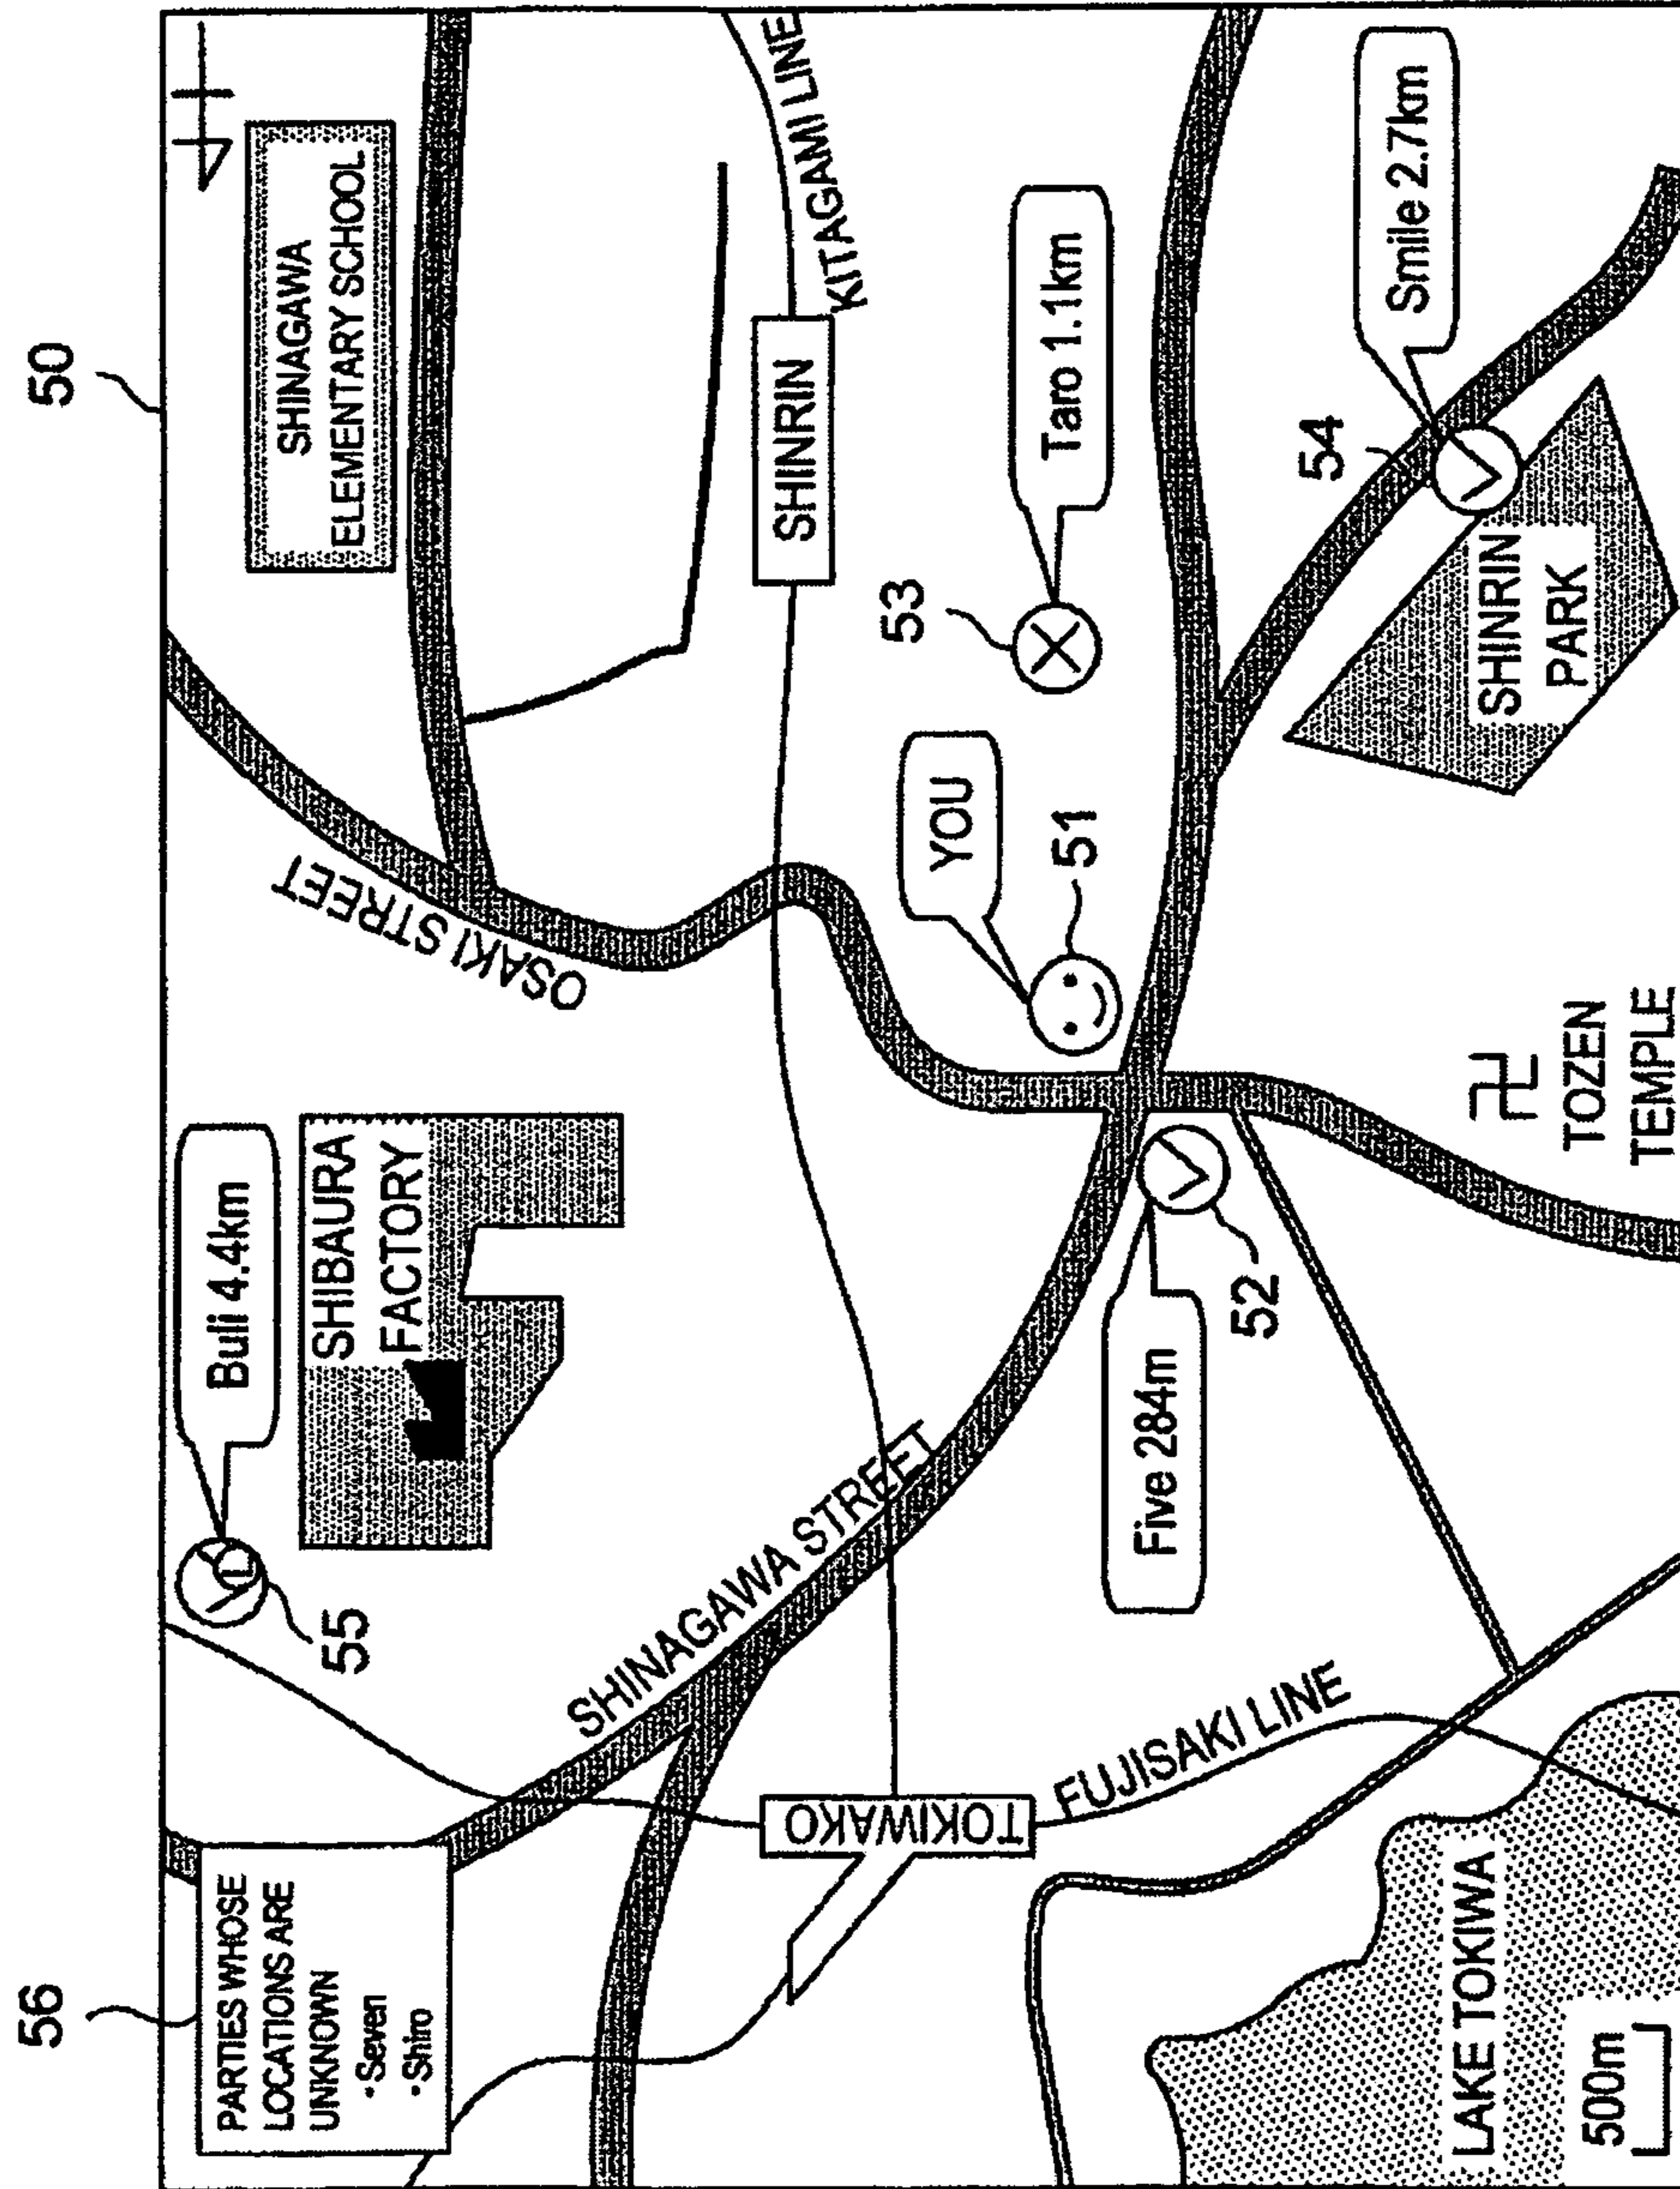 50
56
PARTIES WHOSE
LOCATIONS ARE
UNKNOWN
·Seven
·Shiro
55
Buli 4.4km
SHIBAURA
FACTORY
OSAKI STREET
SHINAGAWA
ELEMENTARY SCHOOL
SHINAGAWA STREET
TOKIWAKO
FUJISAKI LINE
SHINRIN
KITAGAMI LINE
YOU
51
53
Taro 1.1km
Five 284m
52
54
Smile 2.7km
SHINRIN
PARK
TOZEN
TEMPLE
LAKE TOKIWA
500m